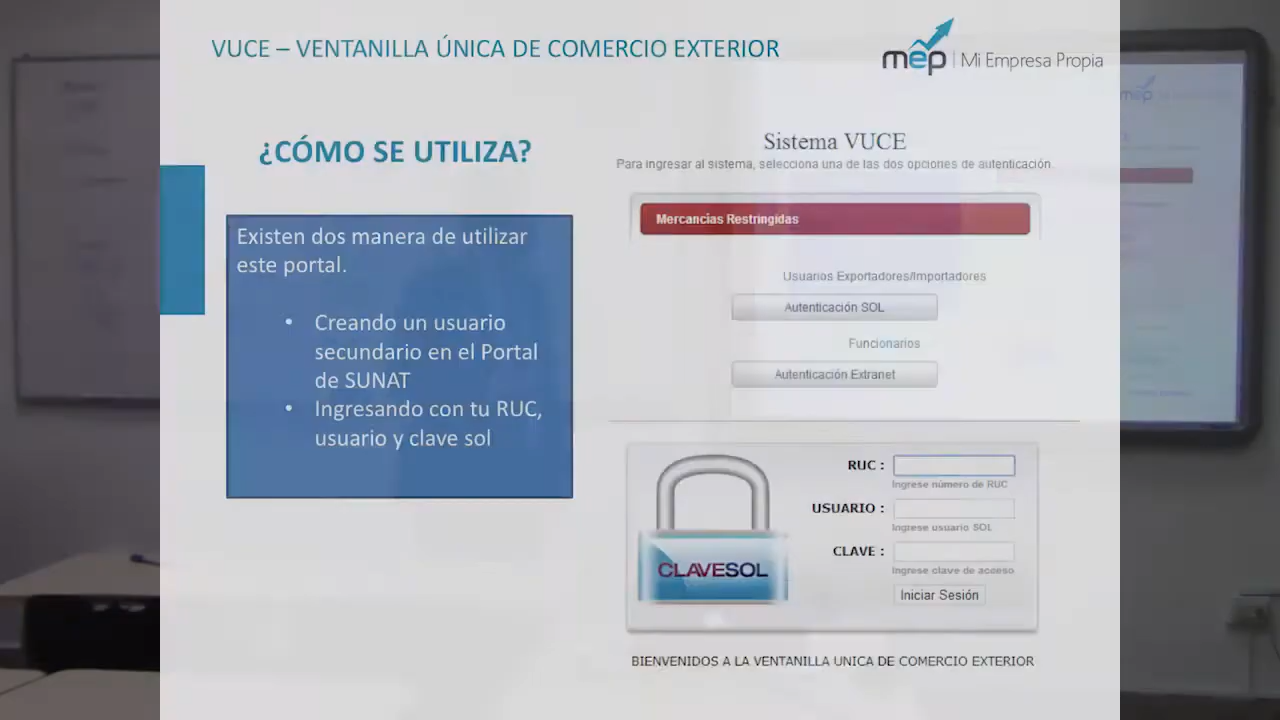 VUCE – VENTANILLA ÚNICA DE COMERCIO EXTERIOR
mep | Mi Empresa Propia
¿CÓMO SE UTILIZA?
Existen dos manera de utilizar
este portal.
• Creando un usuario
secundario en el Portal
de SUNAT
• Ingresando con tu RUC,
usuario y clave sol
Sistema VUCE
Para ingresar al sistema, selecciona una de las dos opciones de autenticación.
Mercancias Restringidas
Usuarios Exportadores/Importadores
Autenticación SOL
Funcionarios
Autenticación Extranet
CLAVESOL
RUC :
Ingrese número de RUC
USUARIO :
Ingrese usuario SOL
CLAVE :
Ingrese clave de acceso
Iniciar Sesión
BIENVENIDOS A LA VENTANILLA UNICA DE COMERCIO EXTERIOR
mep